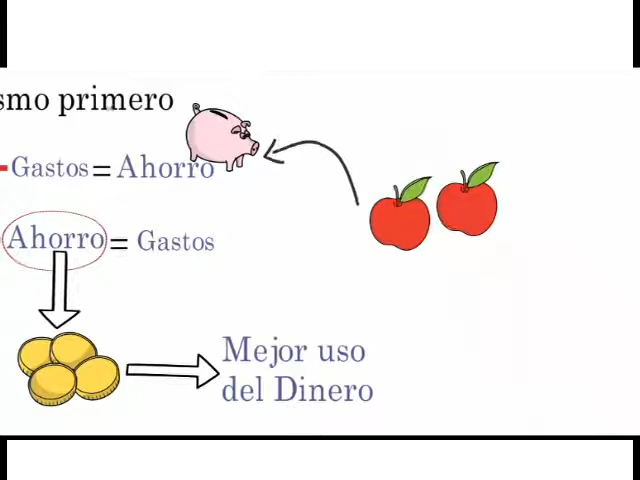 smo primero
- Gastos = Ahorro
Ahorro = Gastos
Mejor uso
del Dinero